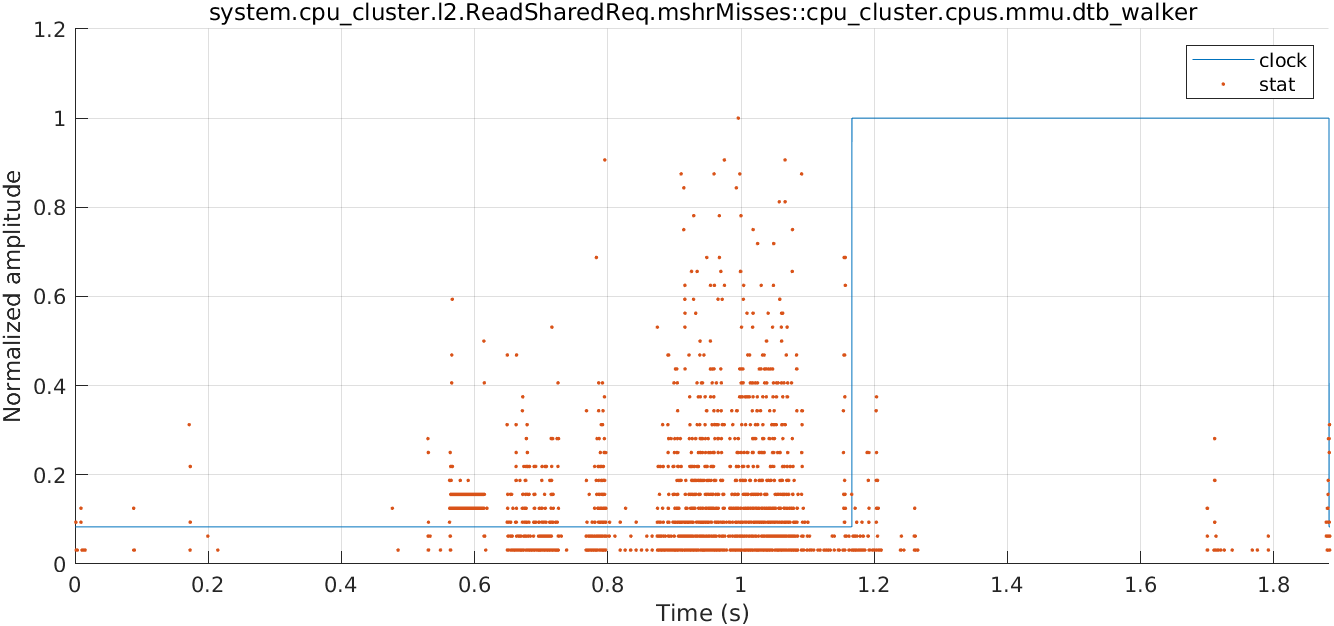 system.cpu_cluster.l2.ReadSharedReq.mshrMisses::cpu_cluster.cpus.mmu.dtb_walker
1.2
1
0.8
0.6
0.4
0.2
0
Normalized amplitude
clock
stat
0 0.2 0.4 0.6 0.8 1 1.2 1.4 1.6 1.8
Time (s)